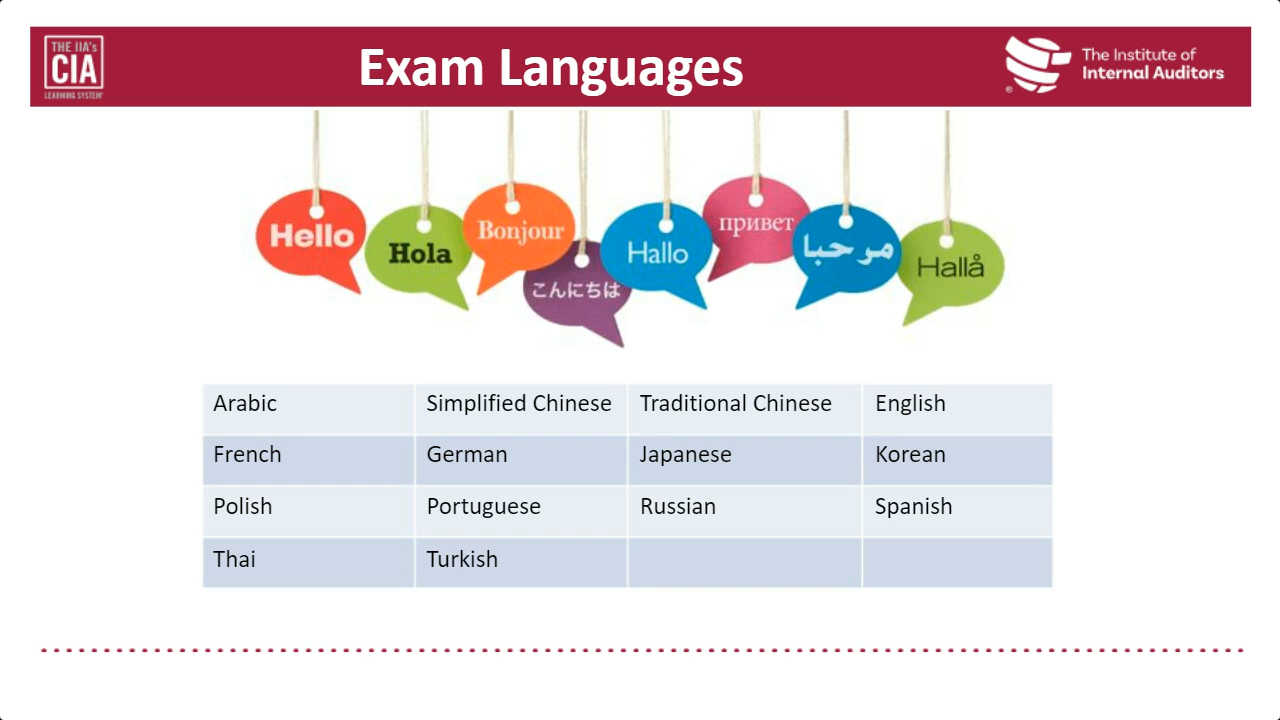 THE IIA's
CIA
LEARNING SYSTEM
Exam Languages
The Institute of
Internal Auditors
®
Hello
Hola
Bonjour
こんにちは
Hallo
привет
مرحبا
Hallå
Arabic Simplified Chinese Traditional Chinese English
French German Japanese Korean
Polish Portuguese Russian Spanish
Thai Turkish